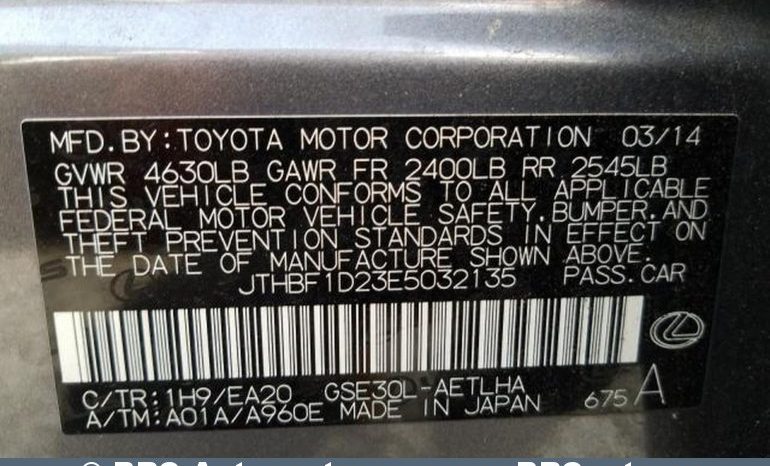 MFD.BY:TOYOTA MOTOR CORPORATION 03/14
GVWR 4630LB GAWR FR 2400LB RR 2545LB
THIS VEHICLE CONFORMS TO ALL APPLICABLE
FEDERAL MOTOR VEHICLE SAFETY,BUMPER,AND
THEFT PREVENTION STANDARDS IN EFFECT ON
THE DATE OF MANUFACTURE SHOWN ABOVE.
JTHBF1D23E5032135 PASS.CAR
C/TR:1H9/EA20 GSE30L-AETLHA
A/TM:A01A/A960E MADE IN JAPAN 675 A